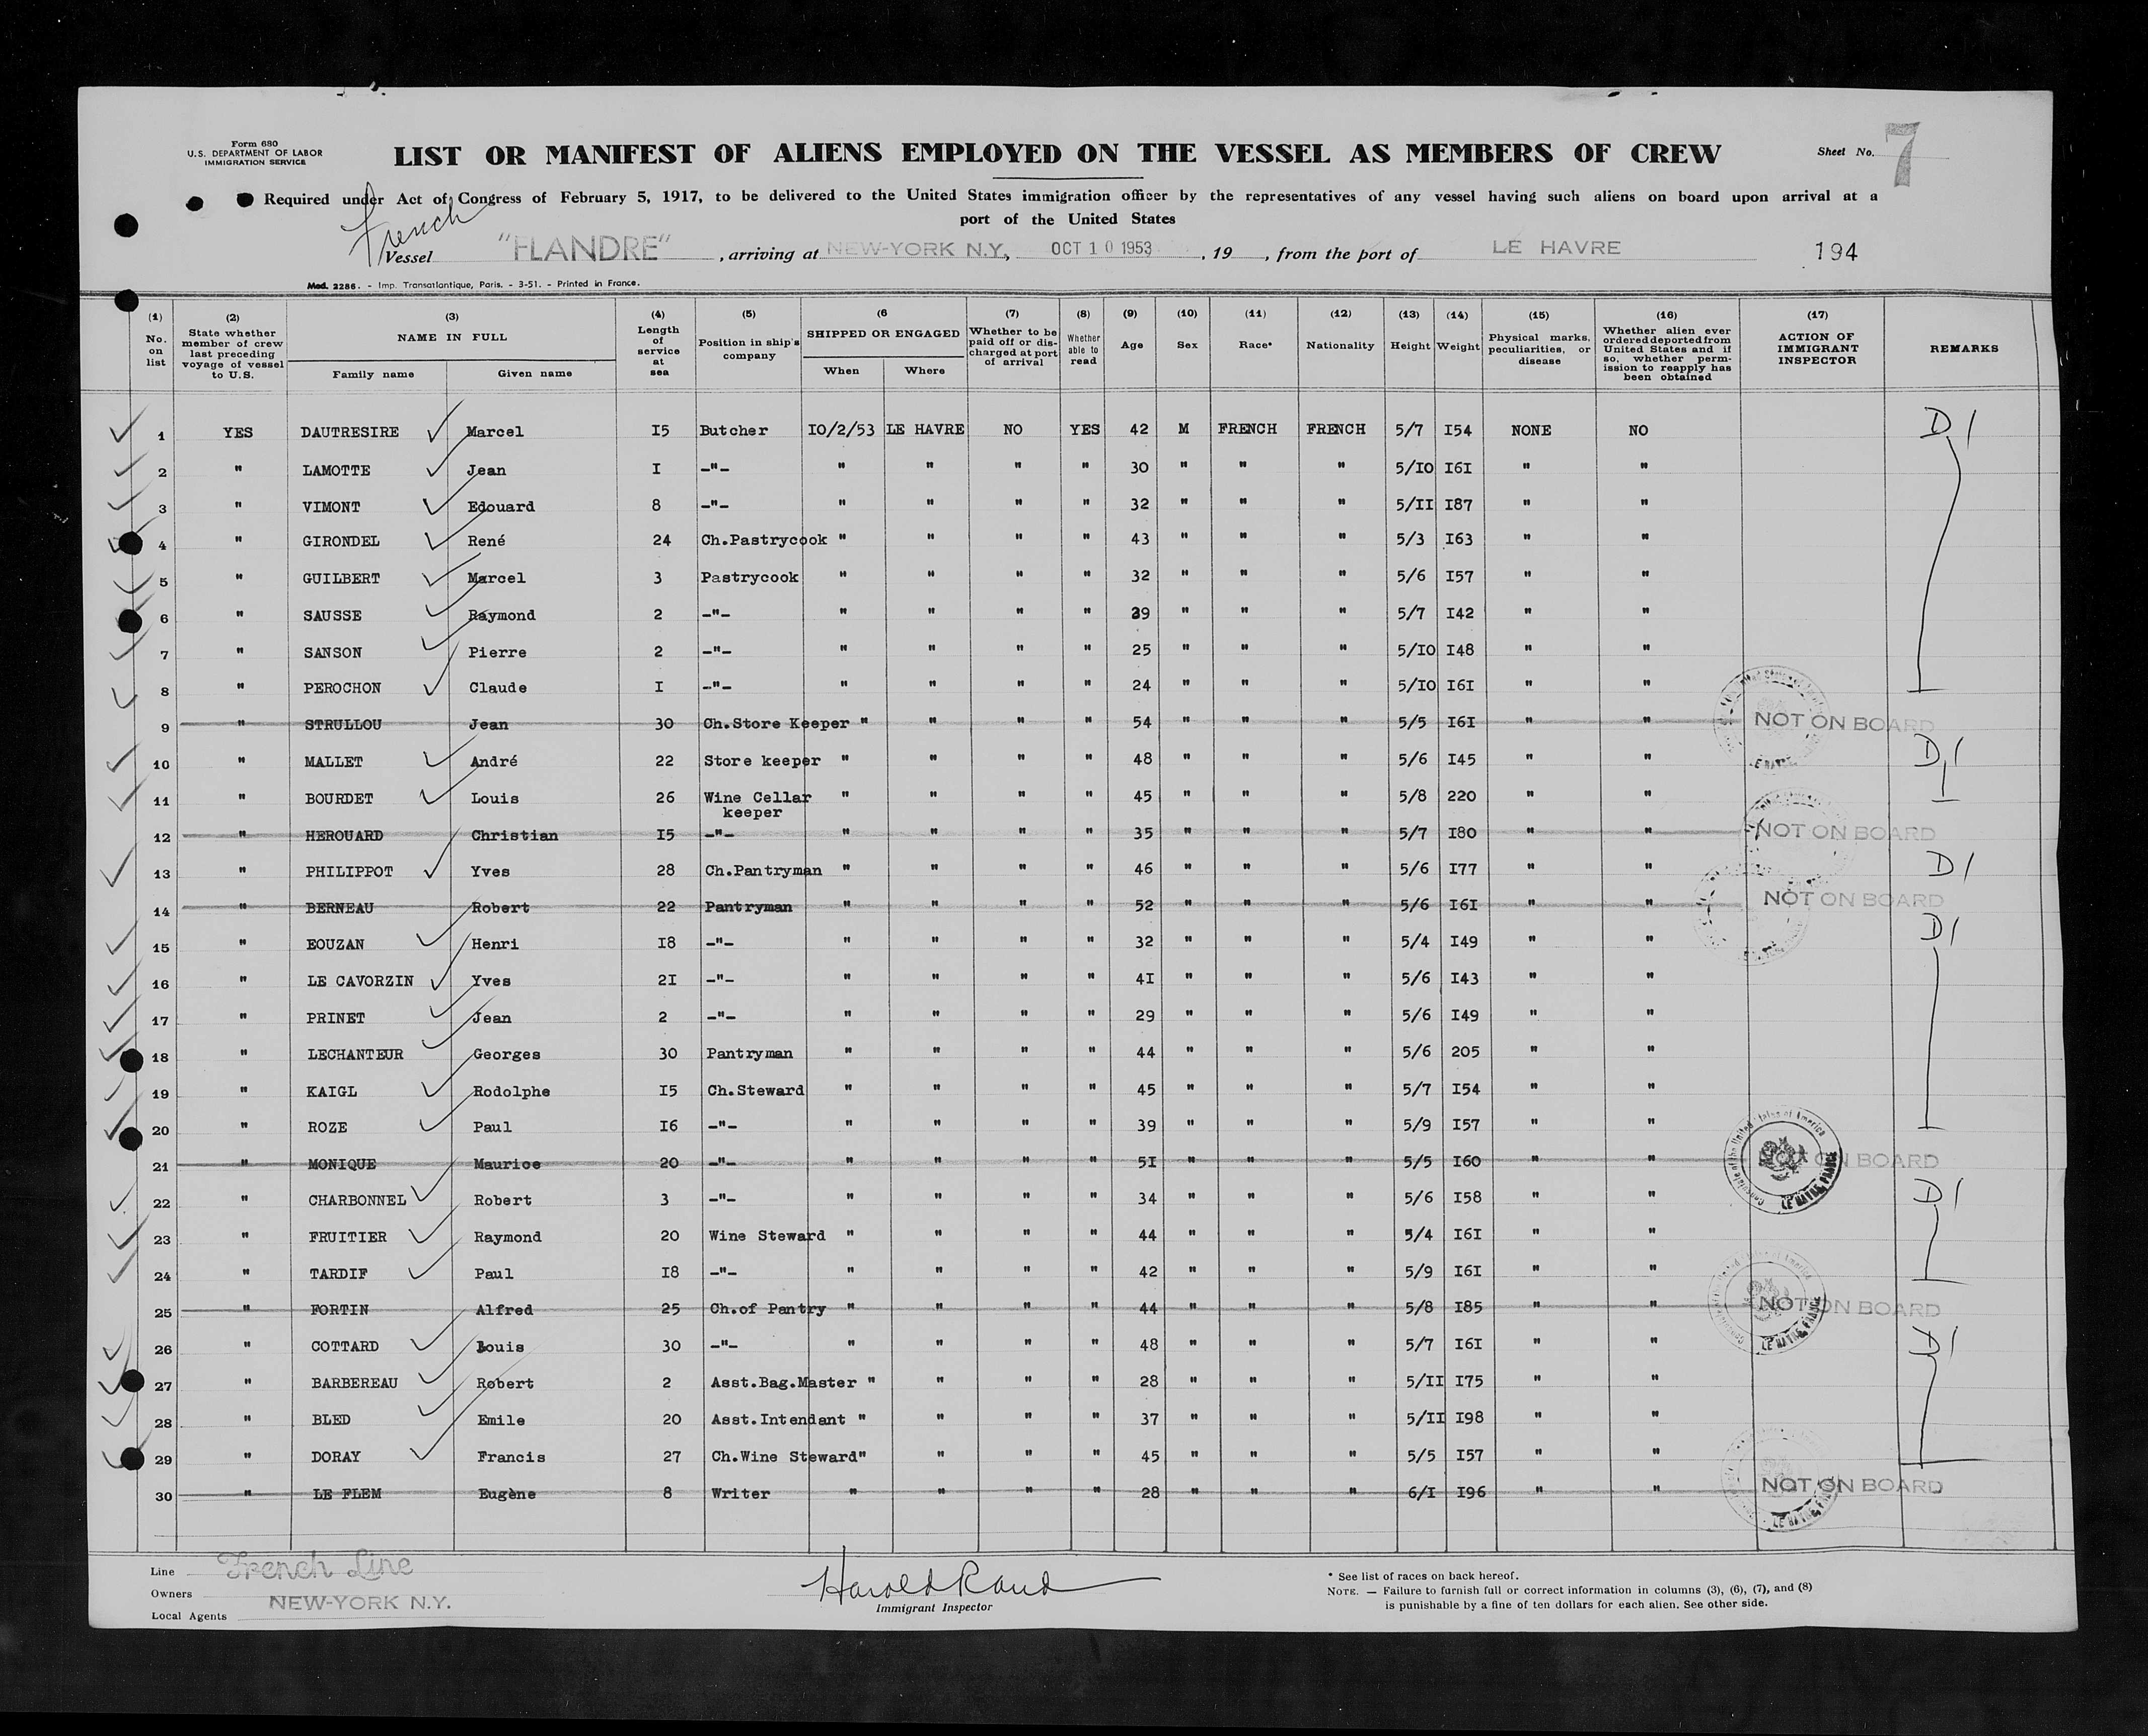 Form 680
U.S. DEPARTMENT OF LABOR
IMMIGRATION SERVICE
LIST OR MANIFEST OF ALIENS EMPLOYED ON THE VESSEL AS MEMBERS OF CREW
Sheet No. 7
Required under Act of Congress of February 5, 1917, to be delivered to the United States immigration officer by the representatives of any vessel having such aliens on board upon arrival at a
port of the United States
French
Vessel "FLANDRE" , arriving at NEW-YORK N.Y., OCT 10 1953 , 19 , from the port of LE HAVRE 194
Mod. 2286. - Imp. Transatlantique, Paris. - 3-51. - Printed in France.
(1) No. on list (2) State whether member of crew last preceding voyage of vessel to U.S. (3) NAME IN FULL Family name Given name (4) Length of service at sea (5) Position in ship's company (6 SHIPPED OR ENGAGED When Where (7) Whether to be paid off or discharged at port of arrival (8) Whether able to read (9) Age (10) Sex (11) Race* (12) Nationality (13) Height (14) Weight (15) Physical marks, peculiarities, or disease (16) Whether alien ever ordered deported from United States and if so, whether permission to reapply has been obtained (17) ACTION OF IMMIGRANT INSPECTOR REMARKS
1 YES DAUTRESIRE Marcel I5 Butcher IO/2/53 LE HAVRE NO YES 42 M FRENCH FRENCH 5/7 I54 NONE NO D1
2 " LAMOTTE Jean I -"- " " " " 30 " " " 5/IO I6I " "
3 " VIMONT Edouard 8 -"- " " " " 32 " " " 5/II I87 " "
4 " GIRONDEL René 24 Ch.Pastrycook " " " " 43 " " " 5/3 I63 " "
5 " GUILBERT Marcel 3 Pastrycook " " " " 32 " " " 5/6 I57 " "
6 " SAUSSE Raymond 2 -"- " " " " 39 " " " 5/7 I42 " "
7 " SANSON Pierre 2 -"- " " " " 25 " " " 5/IO I48 " "
8 " PEROCHON Claude I -"- " " " " 24 " " " 5/IO I6I " "
9 " STRULLOU Jean 30 Ch.Store Keeper " " " " 54 " " " 5/5 I6I " " NOT ON BOARD
10 " MALLET André 22 Store keeper " " " " 48 " " " 5/6 I45 " " D1
11 " BOURDET Louis 26 Wine Cellar keeper " " " " 45 " " " 5/8 220 " "
12 " HEROUARD Christian I5 -"- " " " " 35 " " " 5/7 I80 " " NOT ON BOARD
13 " PHILIPPOT Yves 28 Ch.Pantryman " " " " 46 " " " 5/6 I77 " " D1
14 " BERNEAU Robert 22 Pantryman " " " " 52 " " " 5/6 I6I " " NOT ON BOARD
15 " EOUZAN Henri I8 -"- " " " " 32 " " " 5/4 I49 " " D1
16 " LE CAVORZIN Yves 2I -"- " " " " 4I " " " 5/6 I43 " "
17 " PRINET Jean 2 -"- " " " " 29 " " " 5/6 I49 " "
18 " LECHANTEUR Georges 30 Pantryman " " " " 44 " " " 5/6 205 " "
19 " KAIGL Rodolphe I5 Ch.Steward " " " " 45 " " " 5/7 I54 " "
20 " ROZE Paul I6 -"- " " " " 39 " " " 5/9 I57 " "
21 " MONIQUE Maurice 20 -"- " " " " 5I " " " 5/5 I60 " " NOT ON BOARD
22 " CHARBONNEL Robert 3 -"- " " " " 34 " " " 5/6 I58 " " D1
23 " FRUITIER Raymond 20 Wine Steward " " " " 44 " " " 5/4 I6I " "
24 " TARDIF Paul I8 -"- " " " " 42 " " " 5/9 I6I " "
25 " FORTIN Alfred 25 Ch.of Pantry " " " " 44 " " " 5/8 I85 " " NOT ON BOARD
26 " COTTARD Louis 30 -"- " " " " 48 " " " 5/7 I6I " " D1
27 " BARBEREAU Robert 2 Asst.Bag.Master " " " " 28 " " " 5/II I75 " "
28 " BLED Emile 20 Asst.Intendant " " " " 37 " " " 5/II I98 " "
29 " DORAY Francis 27 Ch.Wine Steward" " " " 45 " " " 5/5 I57 " "
30 " LE FLEM Eugène 8 Writer " " " " 28 " " " 6/I I96 " " NOT ON BOARD
Consulate of the United States of America LE HAVRE, FRANCE
Line French Line
Owners
Local Agents NEW-YORK N.Y.
Harold Rand
Immigrant Inspector
* See list of races on back hereof.
NOTE. — Failure to furnish full or correct information in columns (3), (6), (7), and (8)
is punishable by a fine of ten dollars for each alien. See other side.